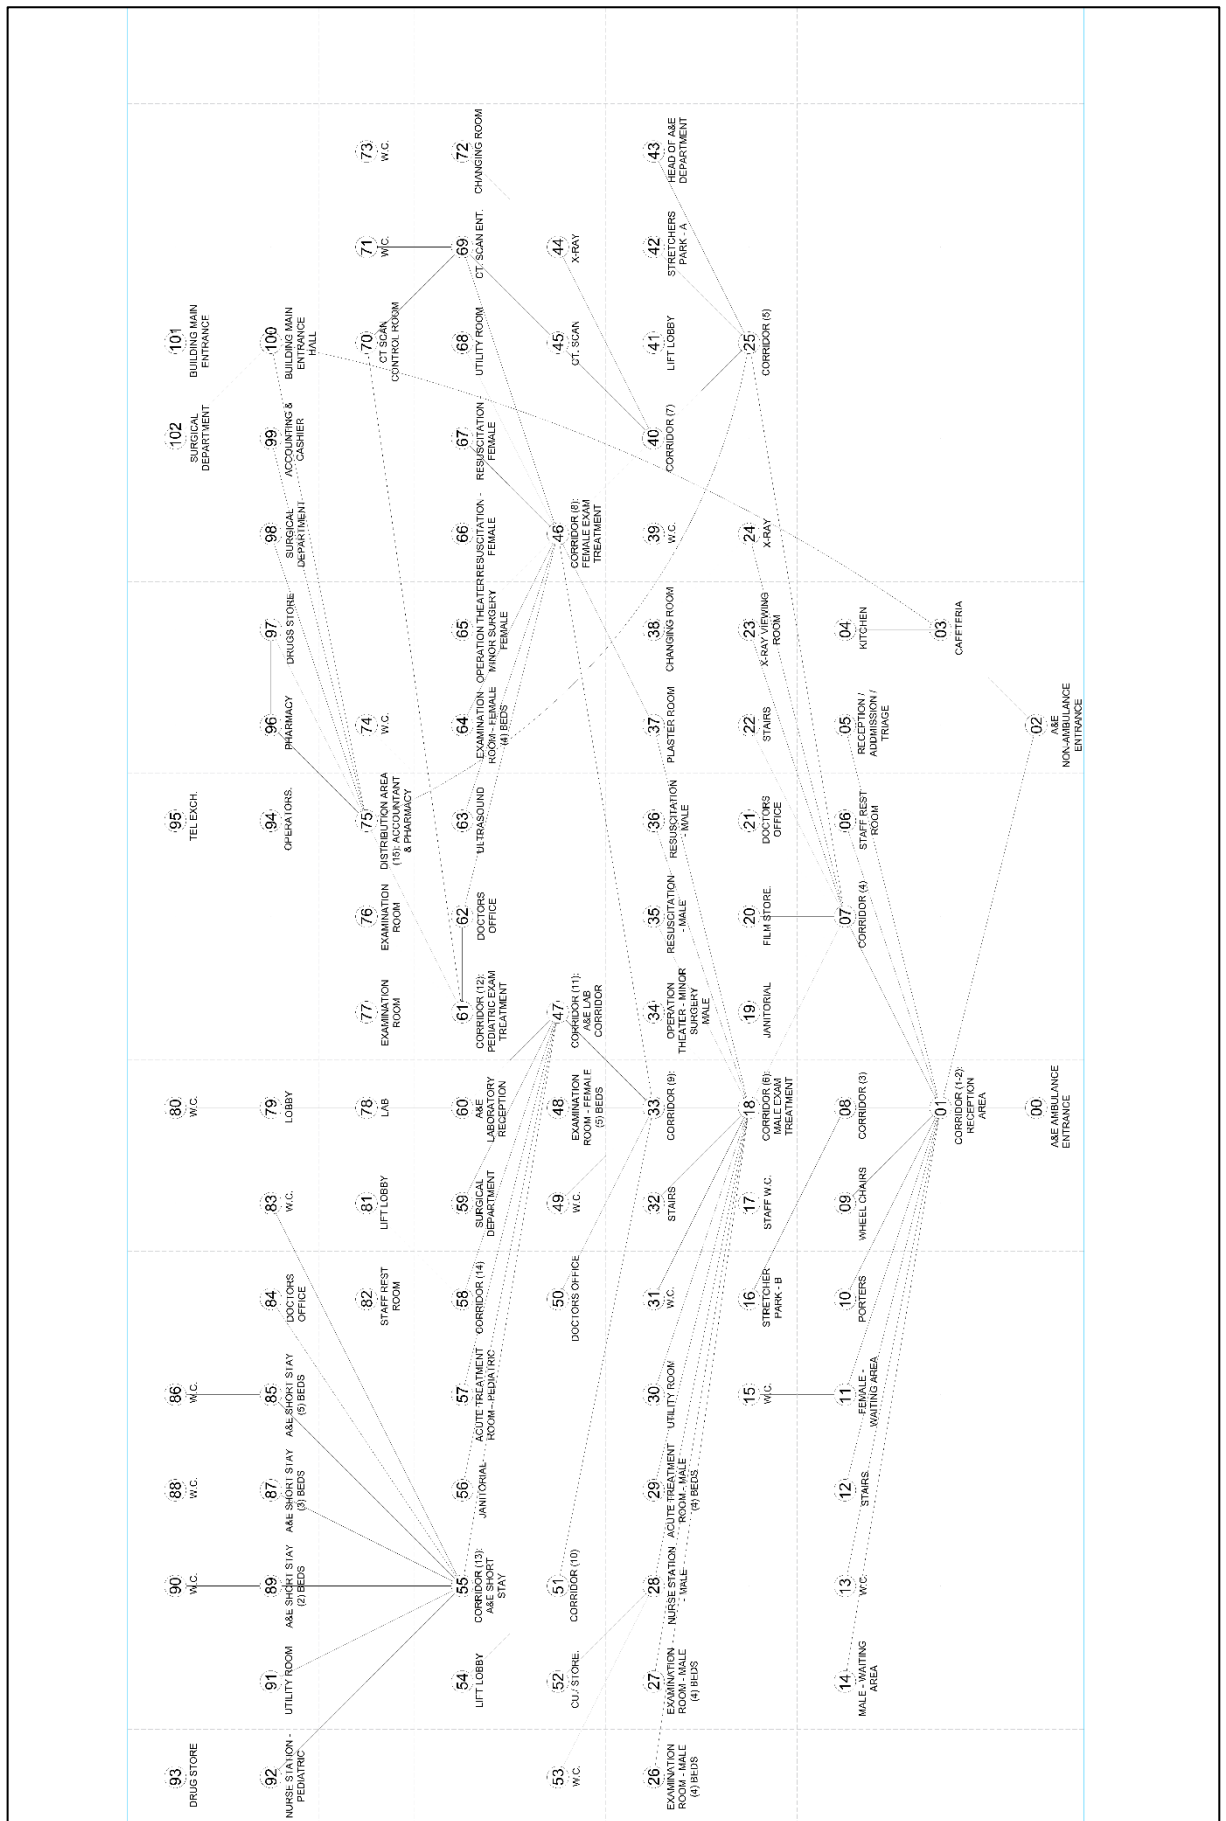 93
DRUG STORE
90
W.C.
88
W.C.
86
W.C.
80
W.C.
95
TEL EXCH.
102
SURGICAL
DEPARTMENT
101
BUILDING MAIN
ENTRANCE
92
NURSE STATION -
PEDIATRIC
91
UTILITY ROOM
89
A&E SHORT STAY
(2) BEDS
87
A&E SHORT STAY
(3) BEDS
85
A&E SHORT STAY
(5) BEDS
84
DOCTORS
OFFICE
83
W.C.
79
LOBBY
94
OPERATORS.
96
PHARMACY
97
DRUGS STORE
98
SURGICAL
DEPARTMENT
99
ACCOUNTING &
CASHIER
100
BUILDING MAIN
ENTRANCE
HALL
82
STAFF REST
ROOM
81
LIFT LOBBY
78
LAB
77
EXAMINATION
ROOM
76
EXAMINATION
ROOM
75
DISTRIBUTION AREA
(15): ACCOUNTANT
& PHARMACY
74
W.C.
70
CT SCAN
CONTROL ROOM
71
W.C.
73
W.C.
54
LIFT LOBBY
55
CORRIDOR (13):
A&E SHORT
STAY
56
JANITORIAL
57
ACUTE TREATMENT
ROOM - PEDIATRIC
58
CORRIDOR (14)
59
SURGICAL
DEPARTMENT
60
A&E
LABORATORY
RECEPTION
61
CORRIDOR (12):
PEDIATRIC EXAM
TREATMENT
62
DOCTORS
OFFICE
63
ULTRASOUND
64
EXAMINATION
ROOM - FEMALE
(4) BEDS
65
OPERATION THEATER
MINOR SURGERY
FEMALE
66
RESUSCITATION -
FEMALE
67
RESUSCITATION -
FEMALE
68
UTILITY ROOM
69
CT. SCAN ENT.
72
CHANGING ROOM
53
W.C.
52
CU./ STORE.
51
CORRIDOR (10)
50
DOCTORS OFFICE
49
W.C.
48
EXAMINATION
ROOM - FEMALE
(5) BEDS
47
CORRIDOR (11):
A&E LAB
CORRIDOR
46
CORRIDOR (8):
FEMALE EXAM
TREATMENT
45
CT. SCAN
44
X-RAY
26
EXAMINATION
ROOM - MALE
(4) BEDS
27
EXAMINATION
ROOM - MALE
(4) BEDS
28
NURSE STATION
- MALE
29
ACUTE TREATMENT
ROOM - MALE
(4) BEDS
30
UTILITY ROOM
31
W.C.
32
STAIRS
33
CORRIDOR (9):
34
OPERATION
THEATER - MINOR
SURGERY
MALE
35
RESUSCITATION
- MALE
36
RESUSCITATION
- MALE
37
PLASTER ROOM
38
CHANGING ROOM
39
W.C.
40
CORRIDOR (7)
41
LIFT LOBBY
42
STRETCHERS
PARK - A
43
HEAD OF A&E
DEPARTMENT
15
W.C.
16
STRETCHER
PARK - B
17
STAFF W.C.
18
CORRIDOR (6):
MALE EXAM
TREATMENT
19
JANITORIAL
20
FILM STORE.
21
DOCTORS
OFFICE
22
STAIRS
23
X-RAY VIEWING
ROOM
24
X-RAY
25
CORRIDOR (5)
14
MALE - WAITING
AREA
13
W.C.
12
STAIRS.
11
FEMALE -
WAITING AREA
10
PORTERS
09
WHEEL CHAIRS
08
CORRIDOR (3)
07
CORRIDOR (4)
06
STAFF REST
ROOM
05
RECEPTION /
ADDMISSION /
TRIAGE
04
KITCHEN
01
CORRIDOR (1-2):
RECEPTION
AREA
03
CAFETERIA
00
A&E AMBULANCE
ENTRANCE
02
A&E
NON-AMBULANCE
ENTRANCE